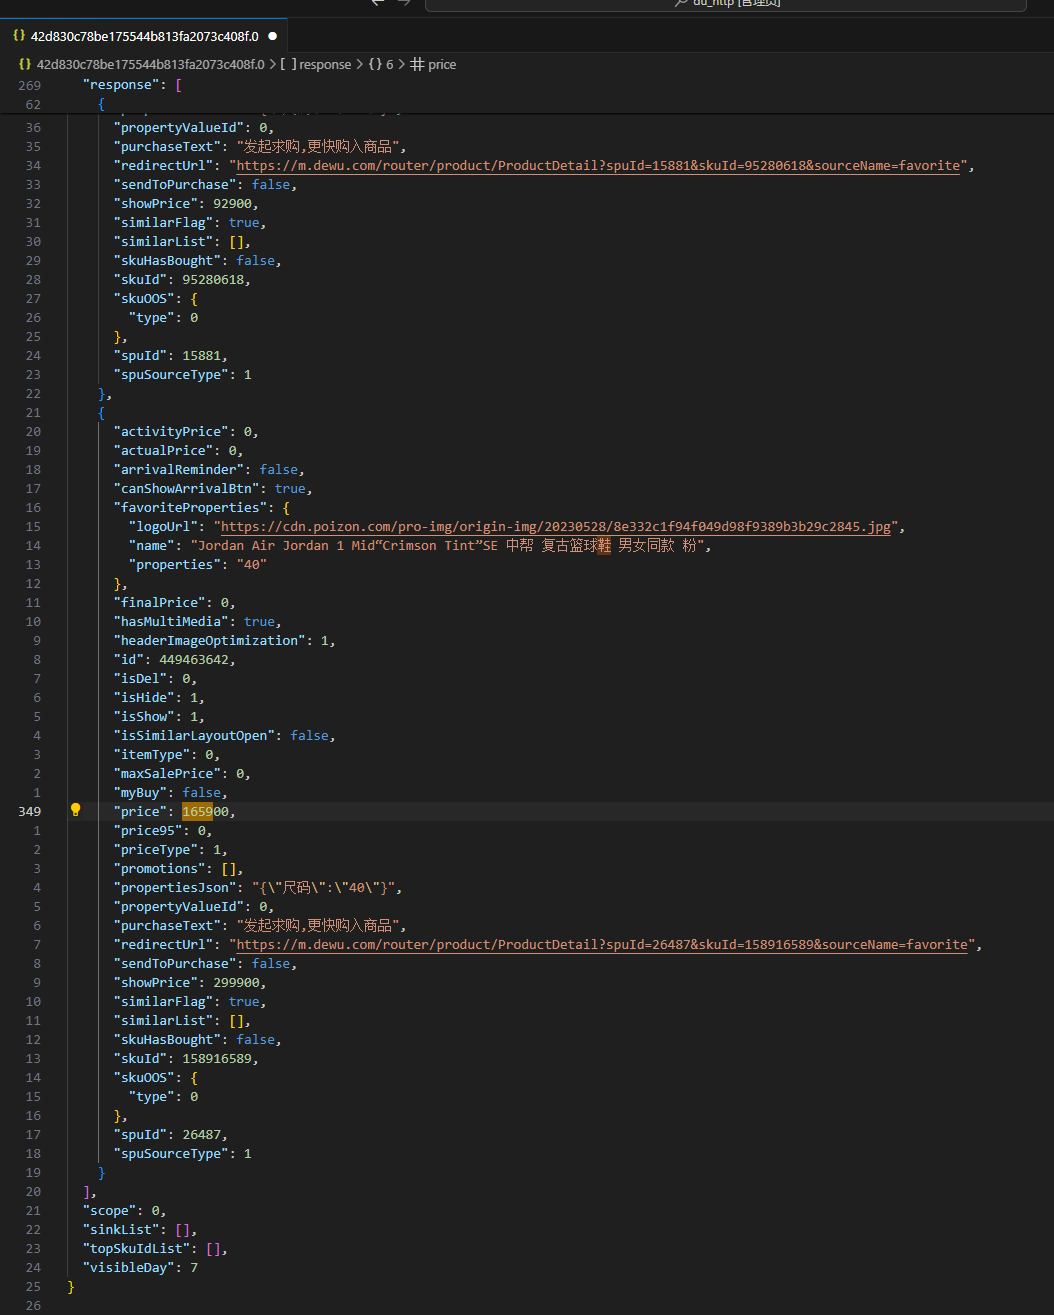 du_http [管理员]
42d830c78be175544b813fa2073c408f.0
42d830c78be175544b813fa2073c408f.0 > [ ] response > {} 6 > price
269 "response": [
62 {
36 "propertyValueId": 0,
35 "purchaseText": "发起求购,更快购入商品",
34 "redirectUrl": "https://m.dewu.com/router/product/ProductDetail?spuId=15881&skuId=95280618&sourceName=favorite",
33 "sendToPurchase": false,
32 "showPrice": 92900,
31 "similarFlag": true,
30 "similarList": [],
29 "skuHasBought": false,
28 "skuId": 95280618,
27 "skuOOS": {
26 "type": 0
25 },
24 "spuId": 15881,
23 "spuSourceType": 1
22 },
21 {
20 "activityPrice": 0,
19 "actualPrice": 0,
18 "arrivalReminder": false,
17 "canShowArrivalBtn": true,
16 "favoriteProperties": {
15 "logoUrl": "https://cdn.poizon.com/pro-img/origin-img/20230528/8e332c1f94f049d98f9389b3b29c2845.jpg",
14 "name": "Jordan Air Jordan 1 Mid“Crimson Tint”SE 中帮 复古篮球鞋 男女同款 粉",
13 "properties": "40"
12 },
11 "finalPrice": 0,
10 "hasMultiMedia": true,
9 "headerImageOptimization": 1,
8 "id": 449463642,
7 "isDel": 0,
6 "isHide": 1,
5 "isShow": 1,
4 "isSimilarLayoutOpen": false,
3 "itemType": 0,
2 "maxSalePrice": 0,
1 "myBuy": false,
349 "price": 165900,
1 "price95": 0,
2 "priceType": 1,
3 "promotions": [],
4 "propertiesJson": "{\"尺码\":\"40\"}",
5 "propertyValueId": 0,
6 "purchaseText": "发起求购,更快购入商品",
7 "redirectUrl": "https://m.dewu.com/router/product/ProductDetail?spuId=26487&skuId=158916589&sourceName=favorite",
8 "sendToPurchase": false,
9 "showPrice": 299900,
10 "similarFlag": true,
11 "similarList": [],
12 "skuHasBought": false,
13 "skuId": 158916589,
14 "skuOOS": {
15 "type": 0
16 },
17 "spuId": 26487,
18 "spuSourceType": 1
19 }
20 ],
21 "scope": 0,
22 "sinkList": [],
23 "topSkuIdList": [],
24 "visibleDay": 7
25 }
26